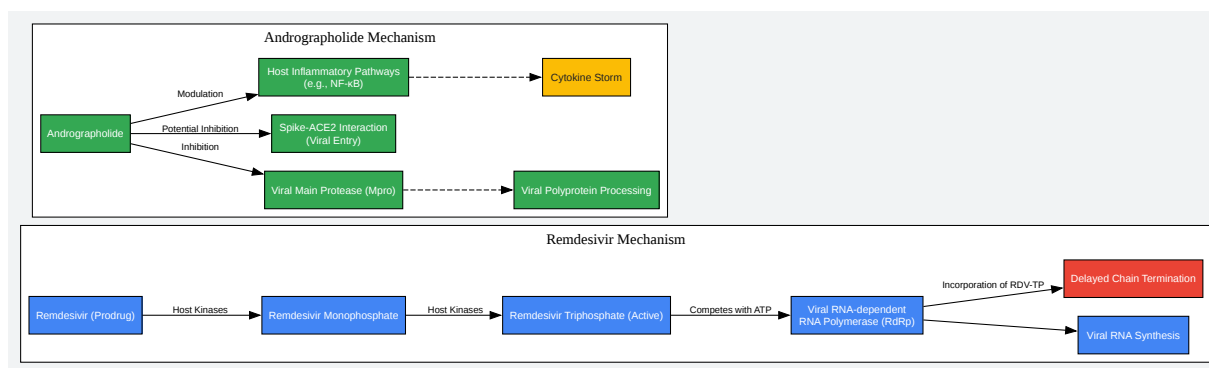 Andrographolide Mechanism
Host Inflammatory Pathways
(e.g., NF-κB)
Cytokine Storm
Modulation
Andrographolide
Potential Inhibition
Spike-ACE2 Interaction
(Viral Entry)
Inhibition
Viral Main Protease (Mpro)
Viral Polyprotein Processing
Remdesivir Mechanism
Remdesivir (Prodrug)
Host Kinases
Remdesivir Monophosphate
Host Kinases
Remdesivir Triphosphate (Active)
Competes with ATP
Viral RNA-dependent
RNA Polymerase (RdRp)
Incorporation of RDV-TP
Delayed Chain Termination
Viral RNA Synthesis